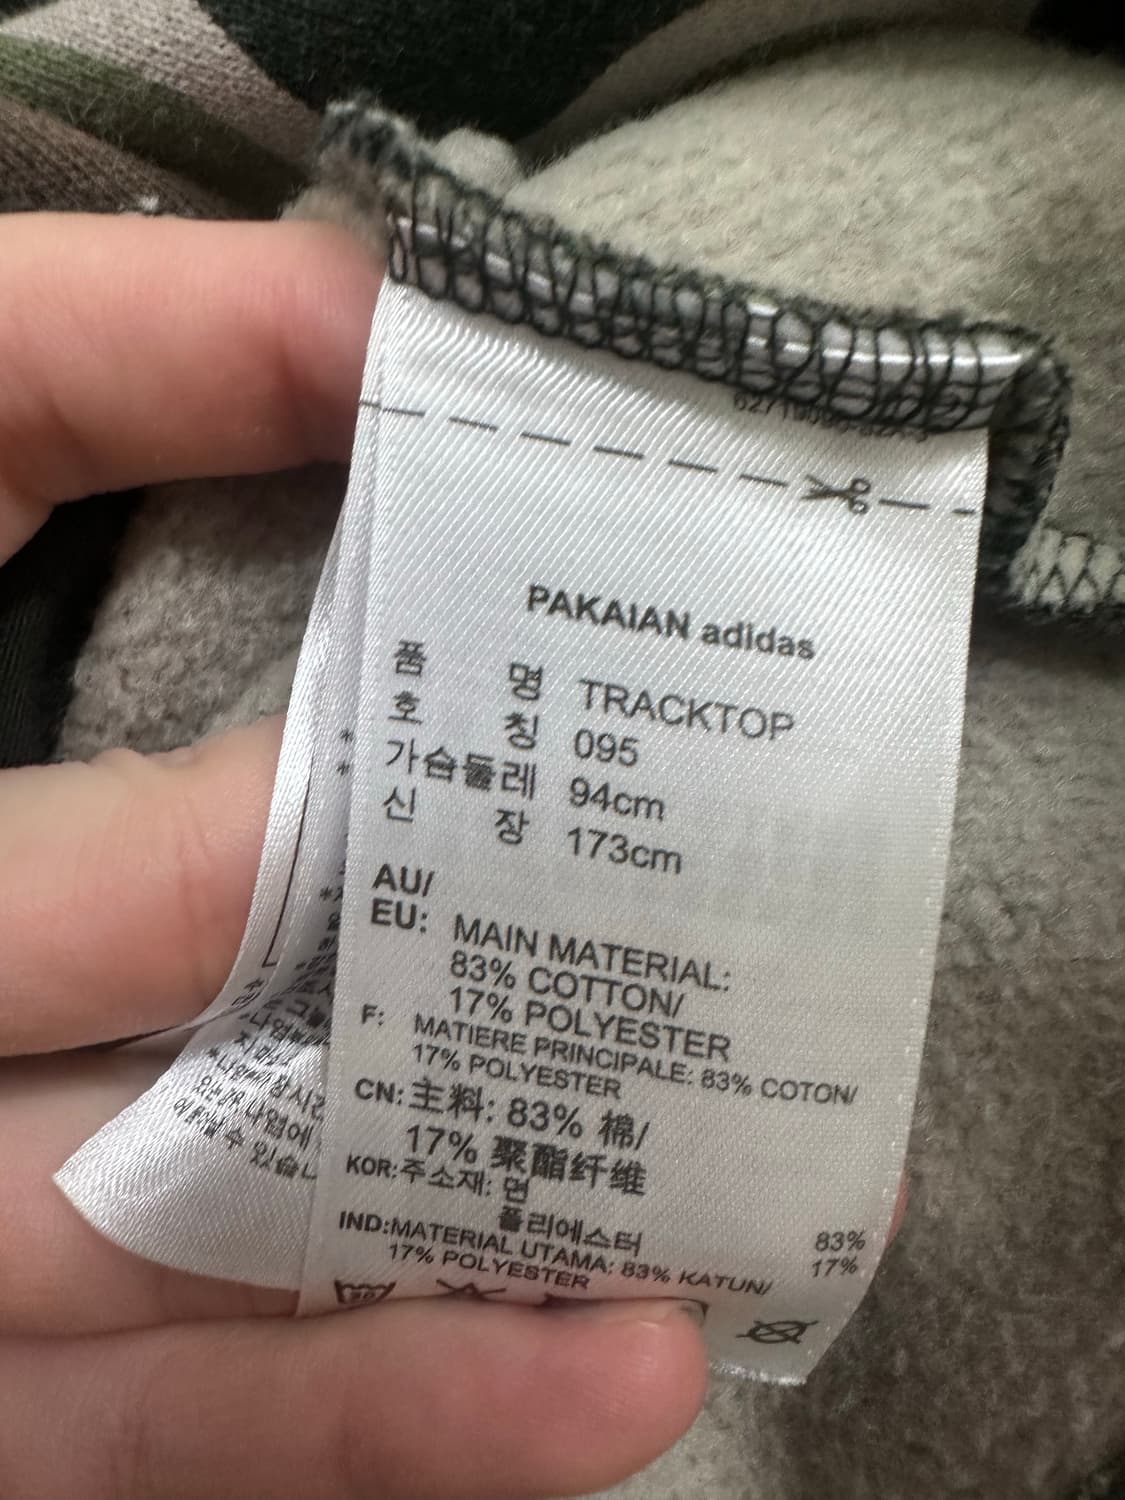 PAKAIAN adidas
품 명 TRACKTOP
호 칭 095
가슴둘레 94cm
신 장 173cm
AU/
EU: MAIN MATERIAL:
83% COTTON/
17% POLYESTER
F: MATIERE PRINCIPALE: 83% COTON/
17% POLYESTER
CN: 主料: 83% 棉/
17% 聚酯纤维
KOR: 주소재: 면 83%
폴리에스터 17%
IND: MATERIAL UTAMA: 83% KATUN/
17% POLYESTER